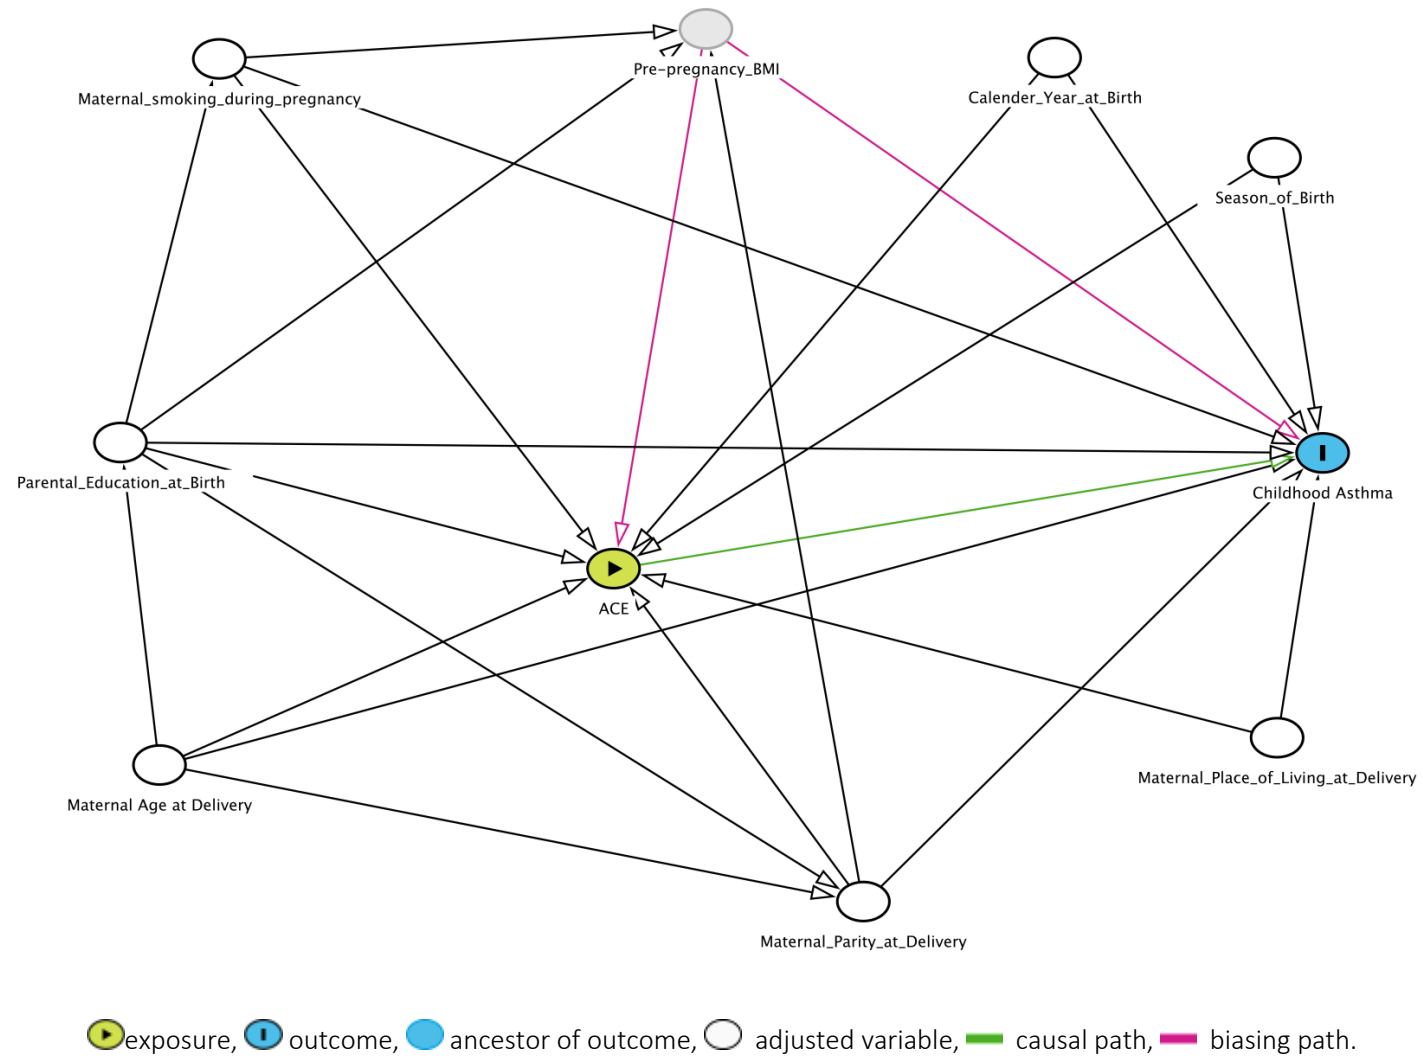 Pre-pregnancy_BMI
Maternal_smoking_during_pregnancy
Calender_Year_at_Birth
Season_of_Birth
Parental_Education_at_Birth
Childhood Asthma
ACE
Maternal_Place_of_Living_at_Delivery
Maternal Age at Delivery
Maternal_Parity_at_Delivery
exposure, outcome, ancestor of outcome, adjusted variable, causal path, biasing path.